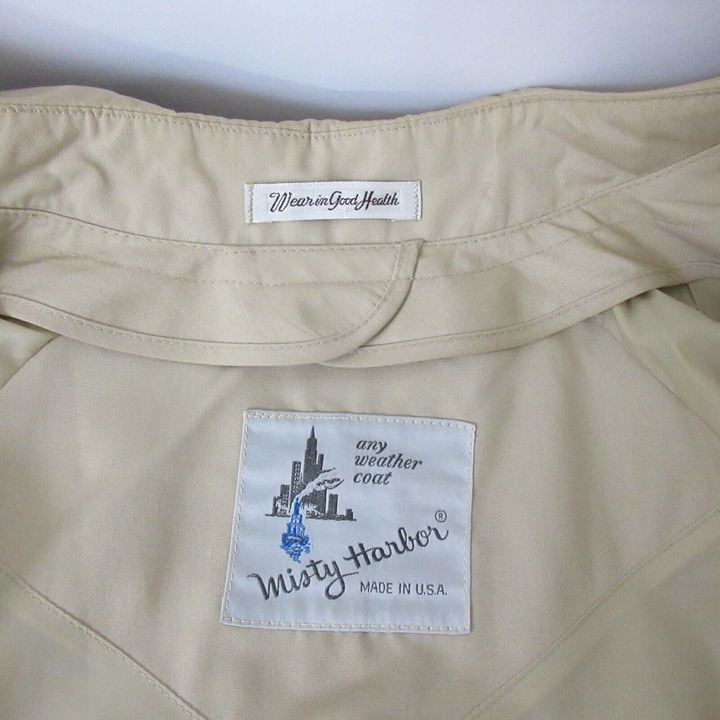 Wear in Good Health
any
weather
coat
Misty Harbor ®
MADE IN U.S.A.